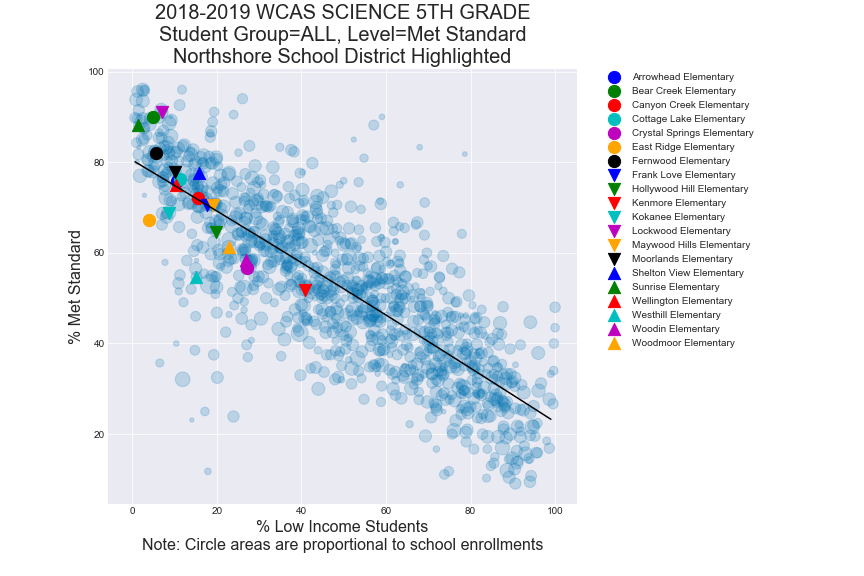 2018-2019 WCAS SCIENCE 5TH GRADE
Student Group=ALL, Level=Met Standard
Northshore School District Highlighted
100
80
60
40
20
% Met Standard
0
20
40
60
80
100
% Low Income Students
Note: Circle areas are proportional to school enrollments
Arrowhead Elementary
Bear Creek Elementary
Canyon Creek Elementary
Cottage Lake Elementary
Crystal Springs Elementary
East Ridge Elementary
Fernwood Elementary
Frank Love Elementary
Hollywood Hill Elementary
Kenmore Elementary
Kokanee Elementary
Lockwood Elementary
Maywood Hills Elementary
Moorlands Elementary
Shelton View Elementary
Sunrise Elementary
Wellington Elementary
Westhill Elementary
Woodin Elementary
Woodmoor Elementary